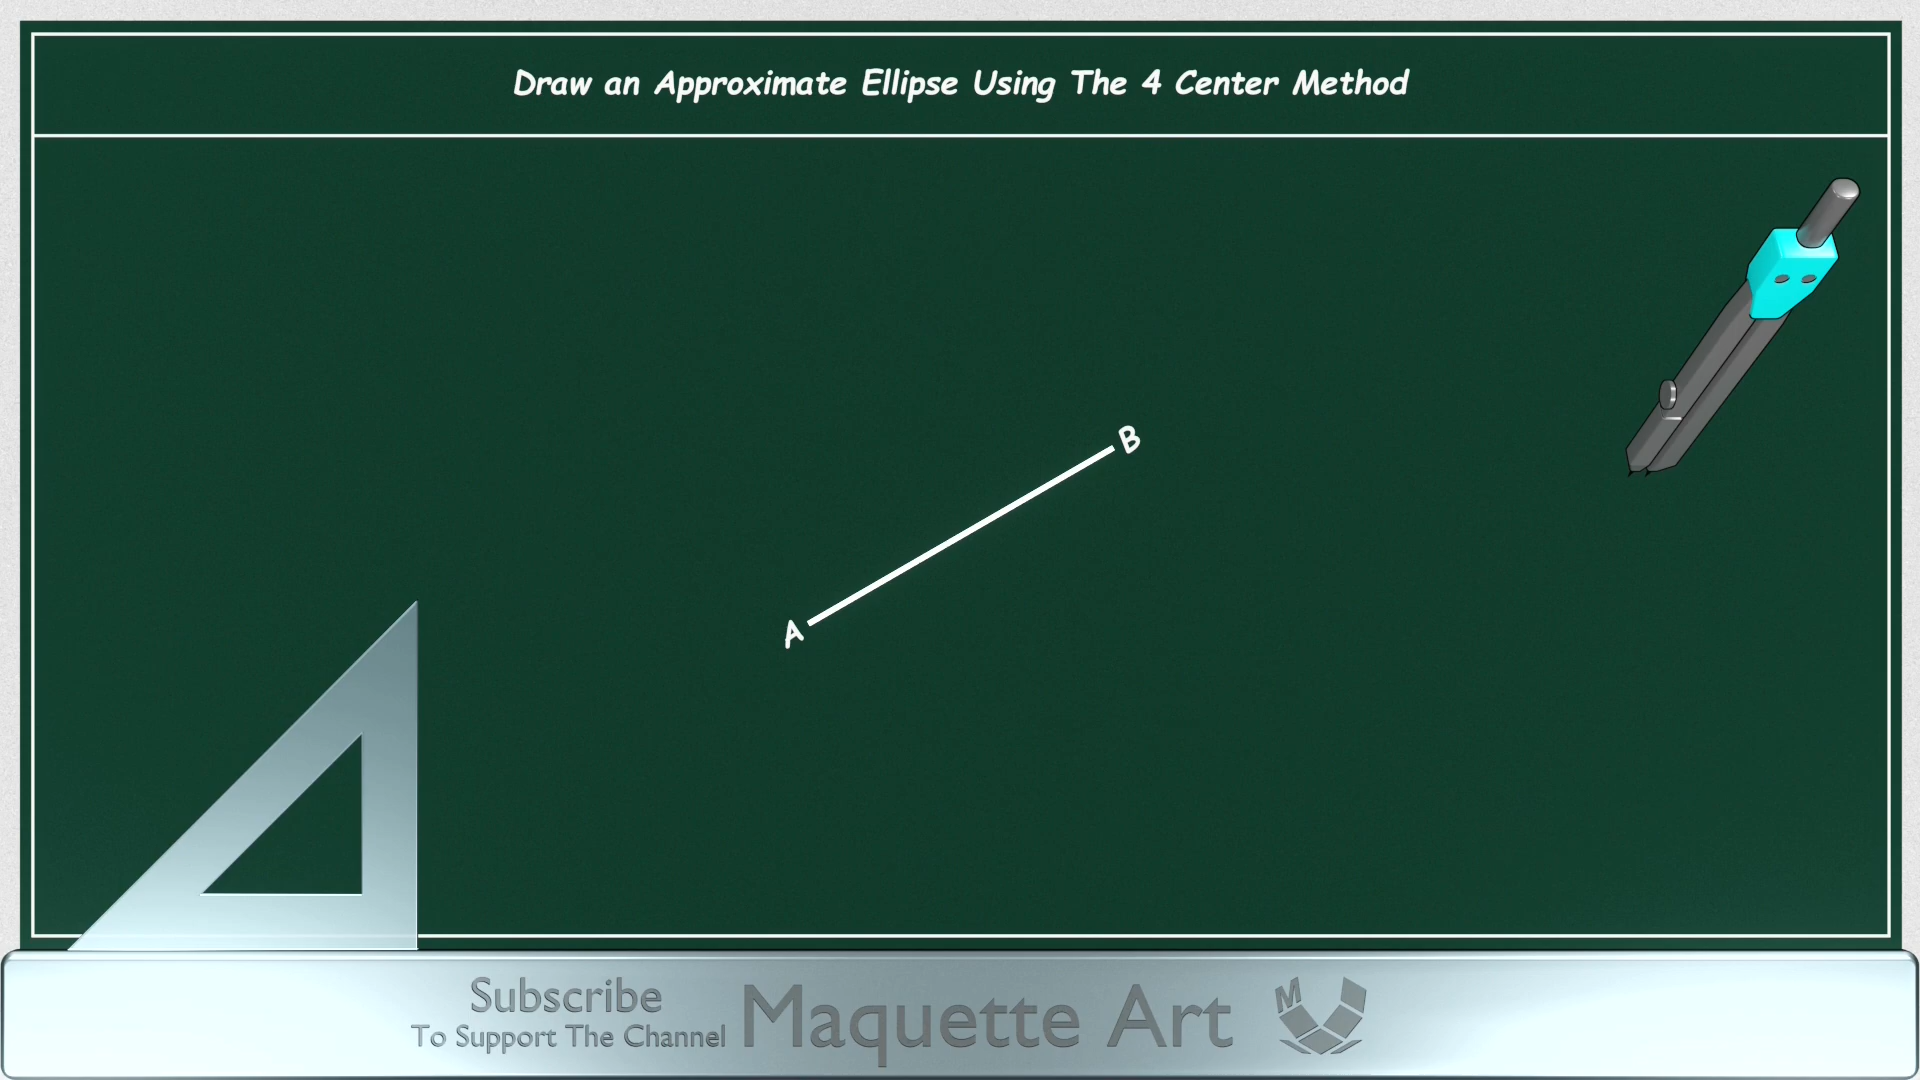 Draw an Approximate Ellipse Using The 4 Center Method
B
A
Subscribe
To Support The Channel
Maquette Art
M